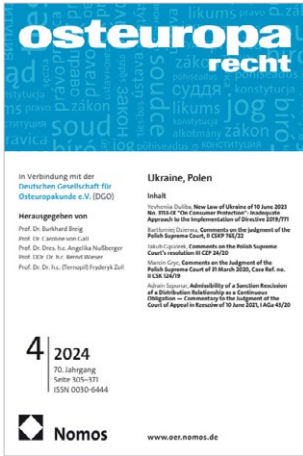 osteuropa
recht
In Verbindung mit der
Deutschen Gesellschaft für
Osteuropakunde e.V. (DGO)
Herausgegeben von
Prof. Dr. Burkhard Breig
Prof. Dr. Caroline von Gall
Prof. Dr. Dres. h.c. Angelika Nußberger
Prof. DDr. Dr. h.c. Bernd Wieser
Prof. Dr. Dr. h.c. (Ternopil) Fryderyk Zoll
Ukraine, Polen
Inhalt
Yevheniia Duliba, New Law of Ukraine of 10 June 2023
No. 3153-IX "On Consumer Protection": Inadequate
Approach to the Implementation of Directive 2019/771
Bartłomiej Dziewa, Comments on the judgment of the
Polish Supreme Court, II CSKP 765/22
Jakub Comments on the Polish Supreme
Court's resolution III CZP 24/20
Marcin Comments on the Judgment of the
Polish Supreme Court of 31 March 2020, Case Ref. no.
II CSK 124/19
Admissibility of a Sanction Rescission
of a Distribution Relationship as a Continuous
Obligation — Commentary to the Judgment of the
Court of Appeal in Rzeszów of 10 June 2021, I AGa 43/20
4 2024
70. Jahrgang
Seite 305–371
ISSN 0030-6444
Nomos
www.oer.nomos.de